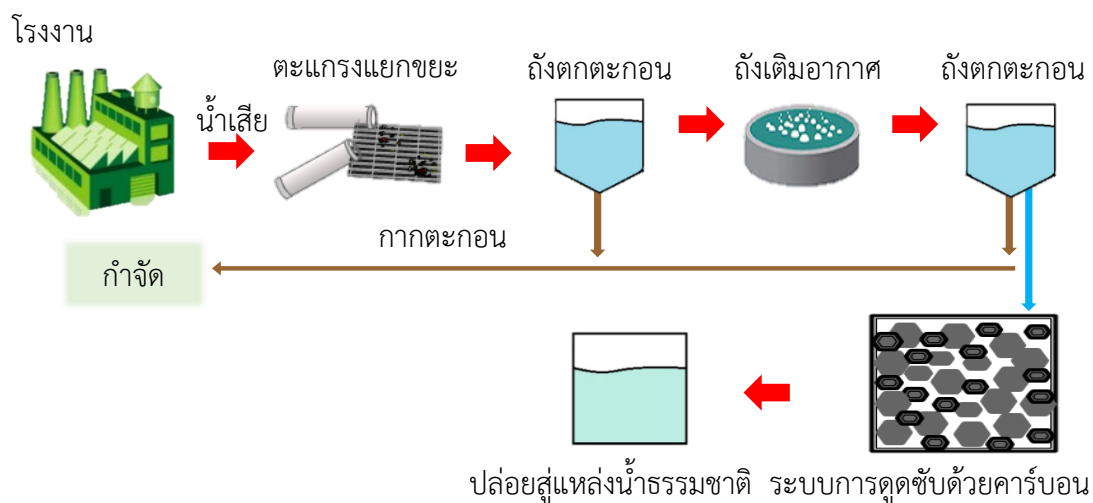 โรงงาน
น้ำเสีย
ตะแกรงแยกขยะ
ถังตกตะกอน
ถังเติมอากาศ
ถังตกตะกอน
กากตะกอน
กำจัด
ปล่อยสู่แหล่งน้ำธรรมชาติ
ระบบการดูดซับด้วยคาร์บอน